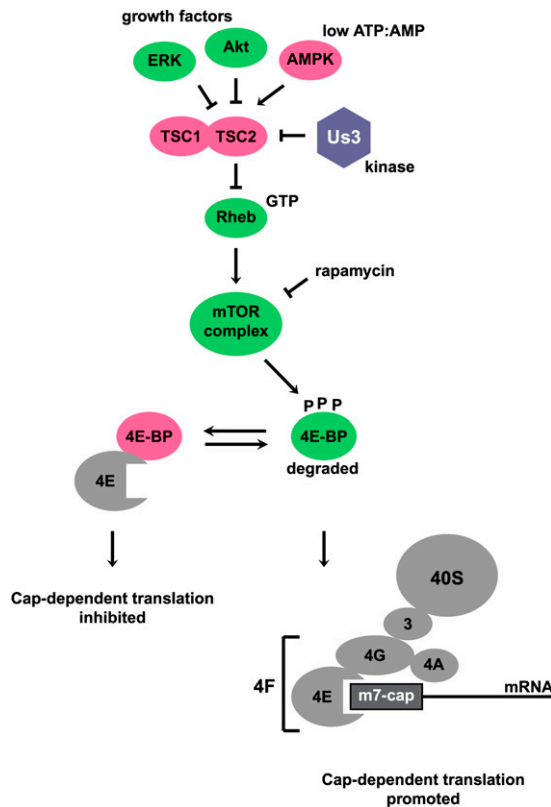 growth factors
low ATP:AMP
ERK
Akt
AMPK
TSC1
TSC2
Us3
kinase
GTP
Rheb
rapamycin
mTOR
complex
P P P
4E-BP
4E-BP
degraded
4E
Cap-dependent translation
inhibited
40S
3
4G
4A
4F
4E
m7-cap
mRNA
Cap-dependent translation
promoted